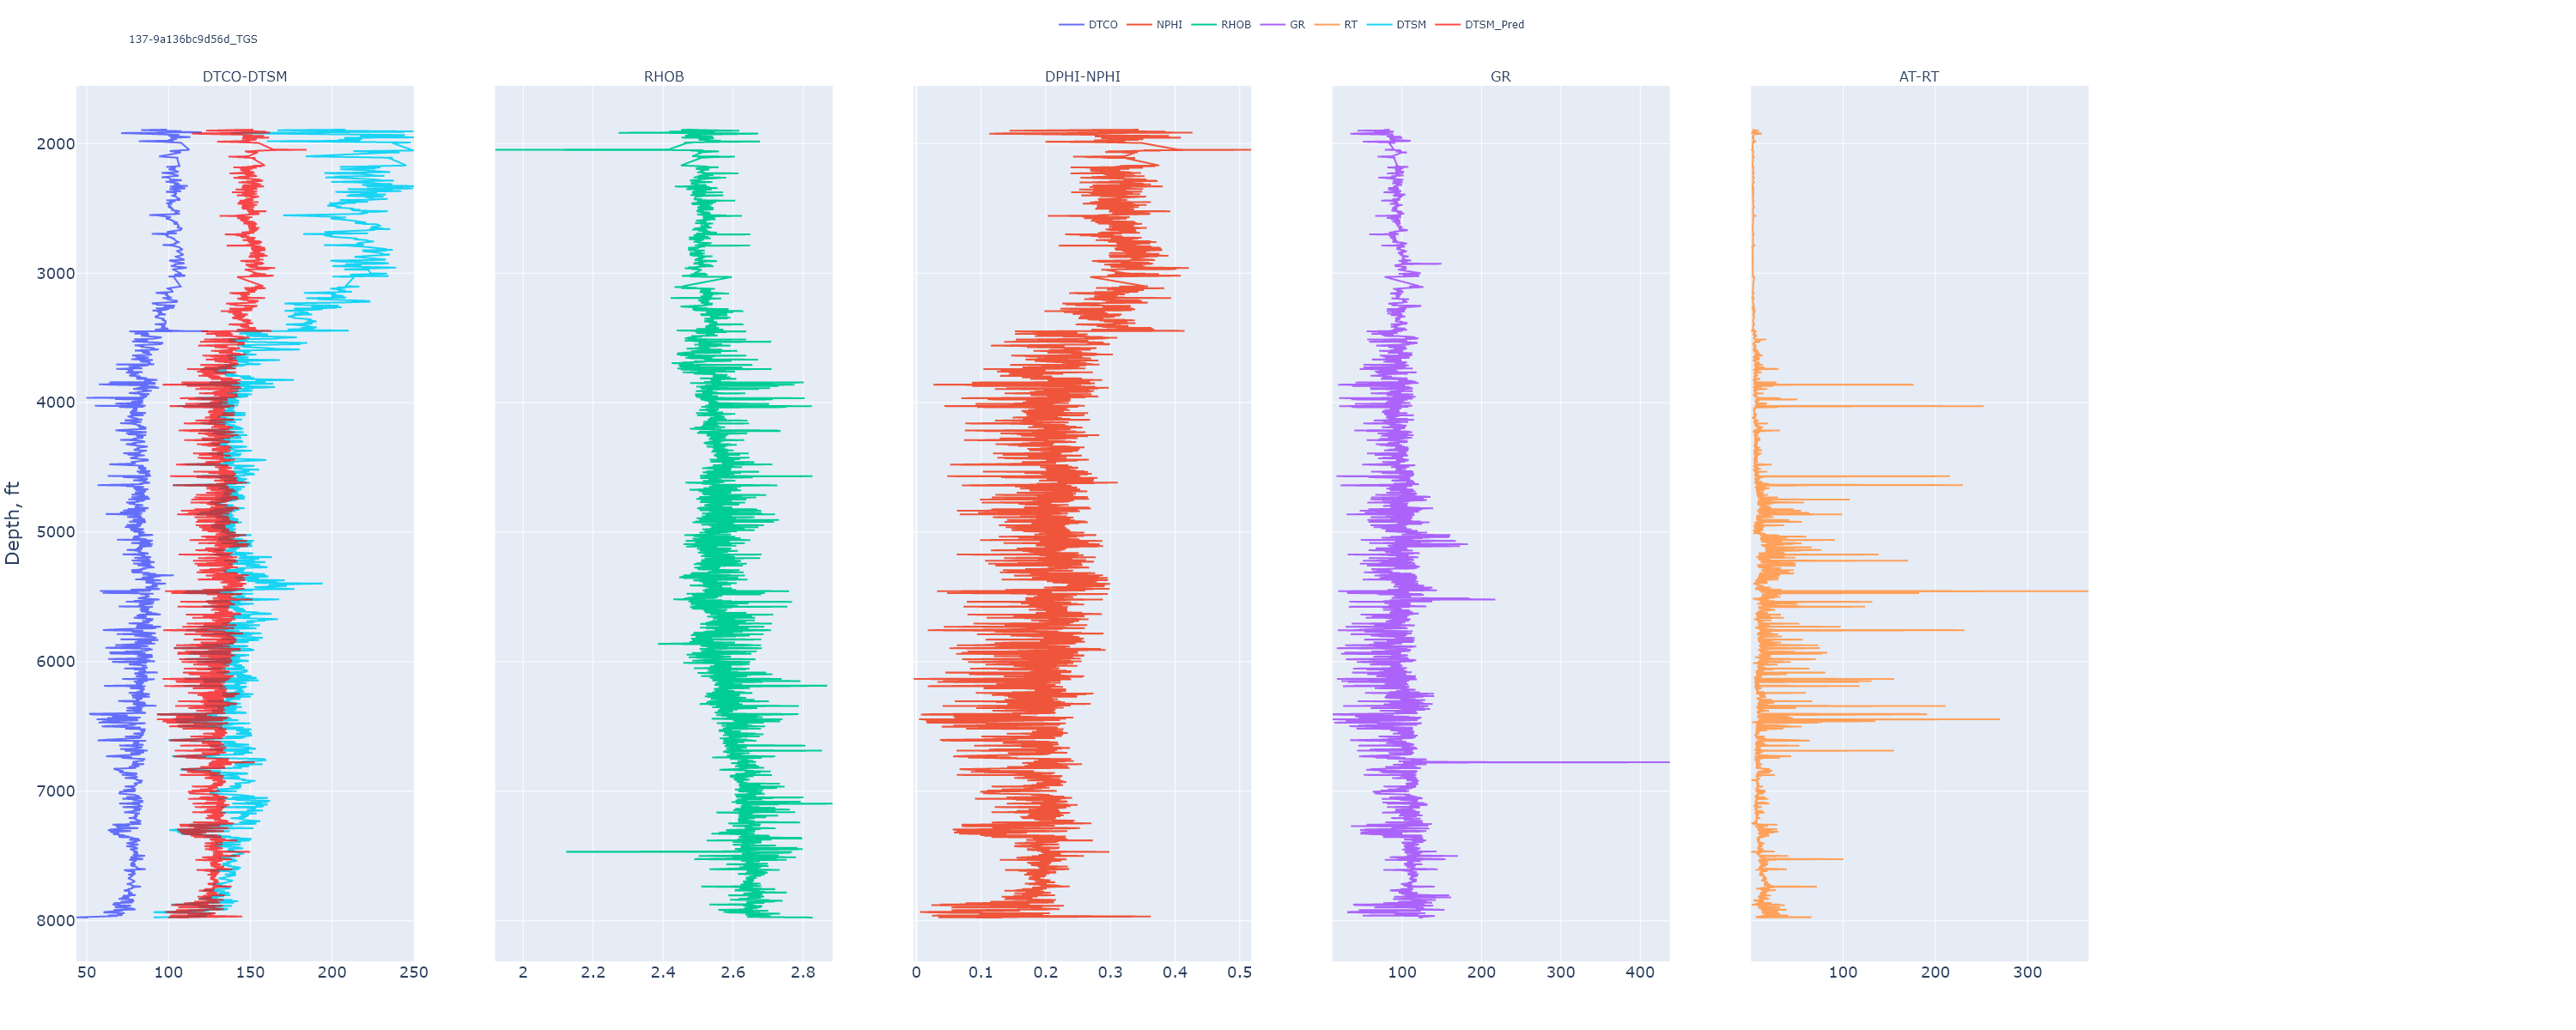 DTCO NPHI RHOB GR RT DTSM DTSM_Pred
137-9a136bc9d56d_TGS
DTCO-DTSM RHOB DPHI-NPHI GR AT-RT
Depth, ft
2000
3000
4000
5000
6000
7000
8000
50 100 150 200 250 2 2.2 2.4 2.6 2.8 0 0.1 0.2 0.3 0.4 0.5 100 200 300 400 100 200 300